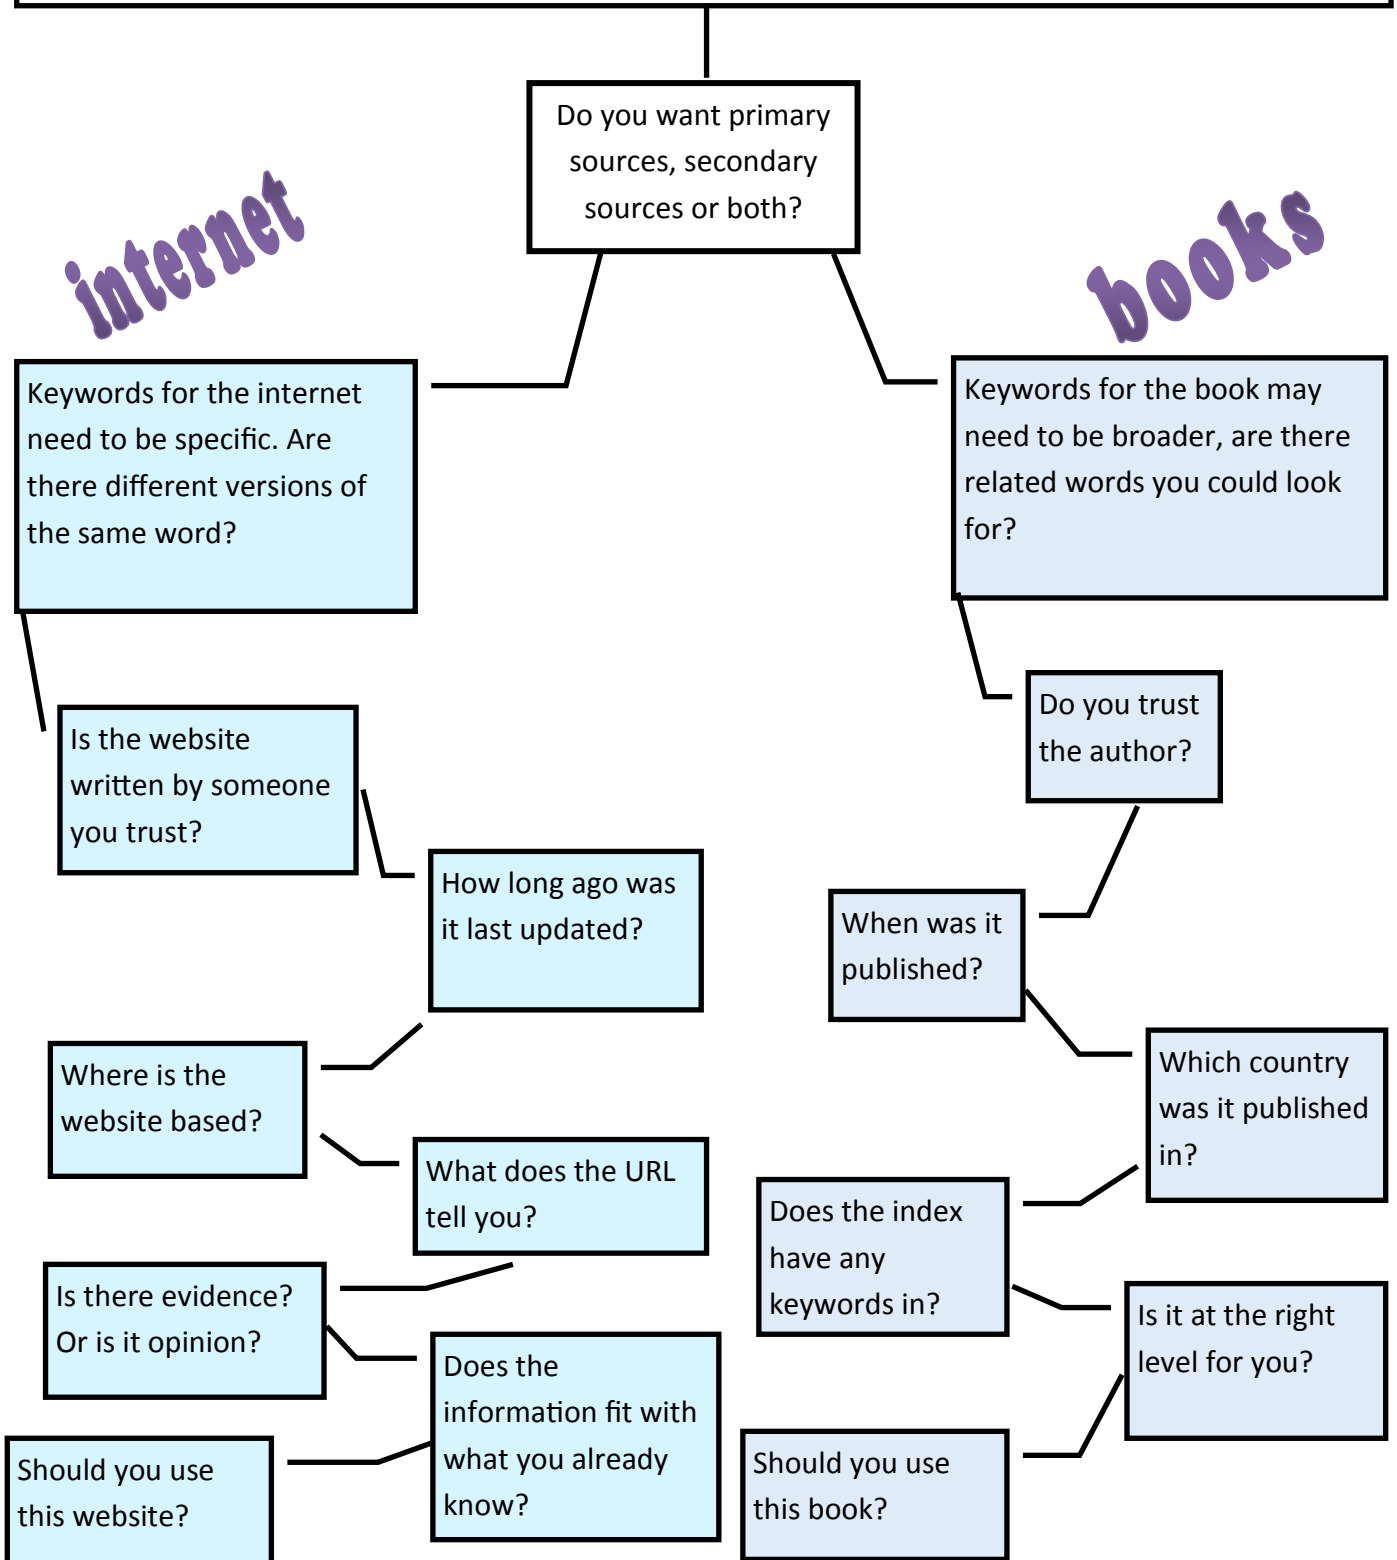 Do you want primary
sources, secondary
sources or both?
internet
books
Keywords for the internet
need to be specific. Are
there different versions of
the same word?
Keywords for the book may
need to be broader, are there
related words you could look
for?
Is the website
written by someone
you trust?
Do you trust
the author?
How long ago was
it last updated?
When was it
published?
Where is the
website based?
Which country
was it published
in?
What does the URL
tell you?
Does the index
have any
keywords in?
Is there evidence?
Or is it opinion?
Is it at the right
level for you?
Does the
information fit with
what you already
know?
Should you use
this website?
Should you use
this book?